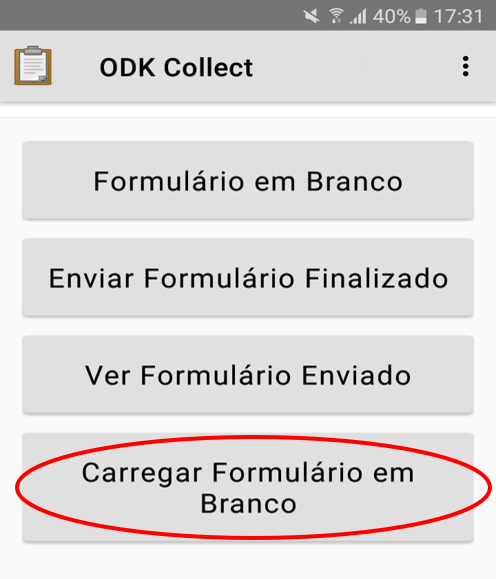 40% 17:31
ODK Collect
Formulário em Branco
Enviar Formulário Finalizado
Ver Formulário Enviado
Carregar Formulário em
Branco